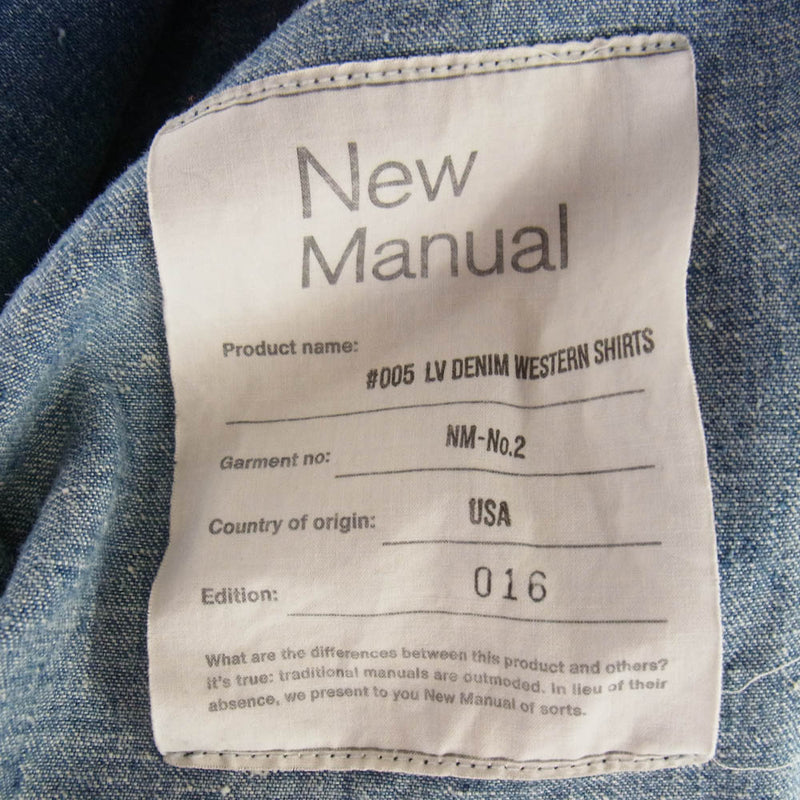 New
Manual
Product name:
#005 LV DENIM WESTERN SHIRTS
Garment no: NM-No.2
Country of origin: USA
Edition: 016
What are the differences between this product and others?
It's true: traditional manuals are outmoded. In lieu of their
absence, we present to you New Manual of sorts.